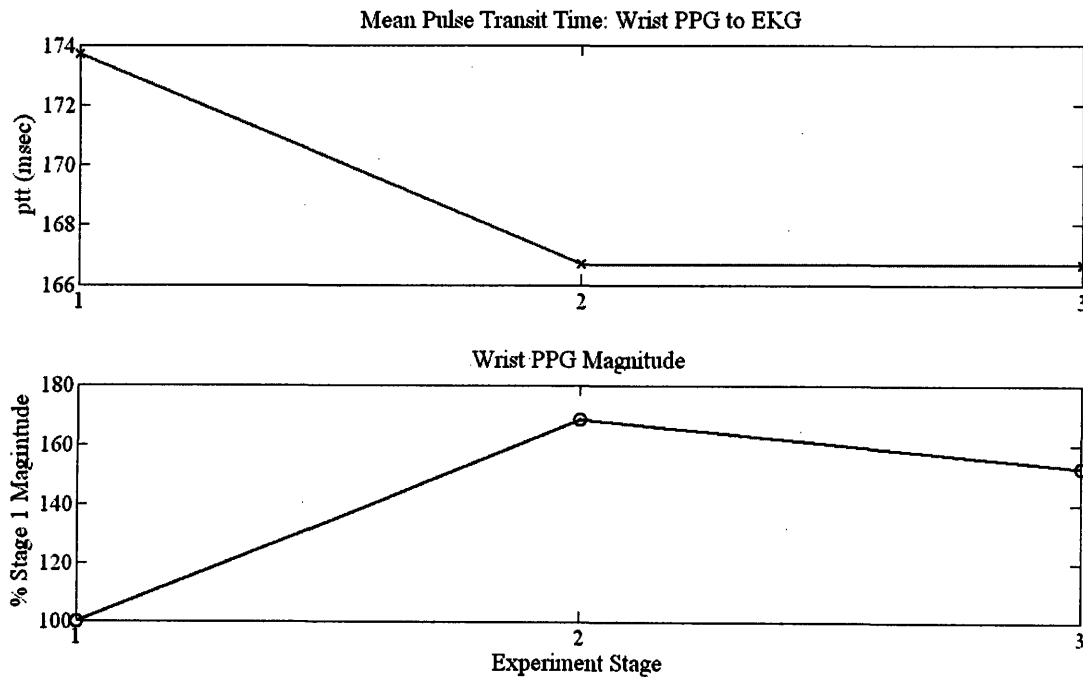 Mean Pulse Transit Time: Wrist PPG to EKG
174
172
170
168
166
ptt (msec)
1 2 3
Wrist PPG Magnitude
180
160
140
120
100
% Stage 1 Magintude
1 2 3
Experiment Stage